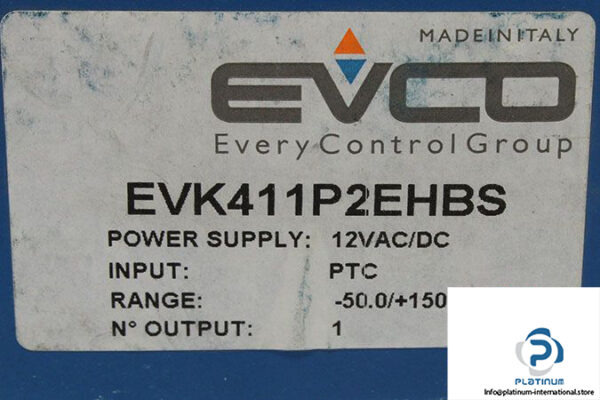 MADEINITALY
EVCO
Every Control Group
EVK411P2EHBS
POWER SUPPLY: 12VAC/DC
INPUT: PTC
RANGE: -50.0/+150
N° OUTPUT: 1
PLATINUM
Info@platinum-international.store